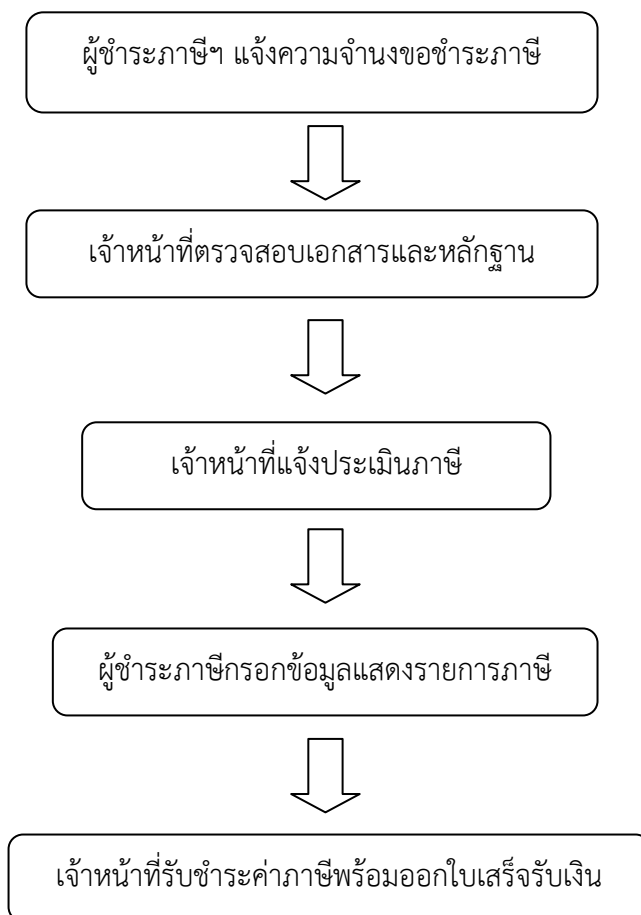 ผู้ชำระภาษีฯ แจ้งความจำนงขอชำระภาษี
เจ้าหน้าที่ตรวจสอบเอกสารและหลักฐาน
เจ้าหน้าที่แจ้งประเมินภาษี
ผู้ชำระภาษีกรอกข้อมูลแสดงรายการภาษี
เจ้าหน้าที่รับชำระค่าภาษีพร้อมออกใบเสร็จรับเงิน